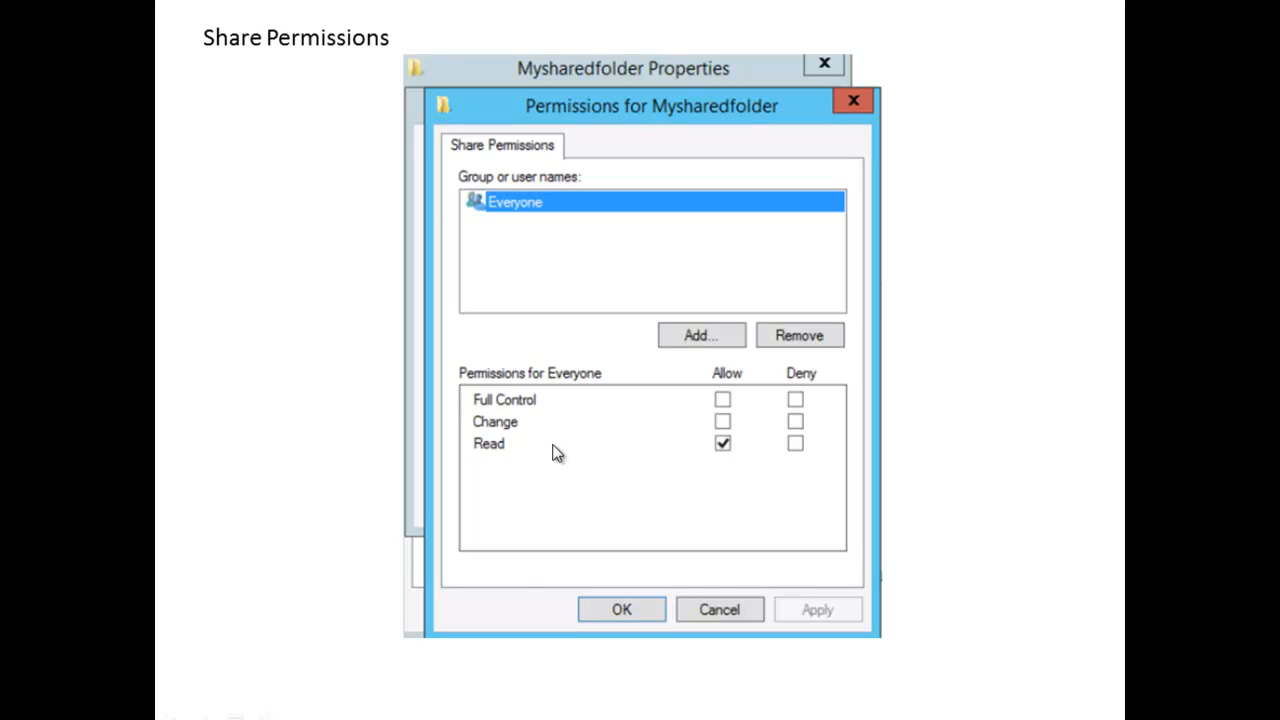 Share Permissions
Mysharedfolder Properties
x
Permissions for Mysharedfolder
x
Share Permissions
Group or user names:
Everyone
Add...
Remove
Permissions for Everyone
Allow
Deny
Full Control
Change
Read
OK
Cancel
Apply